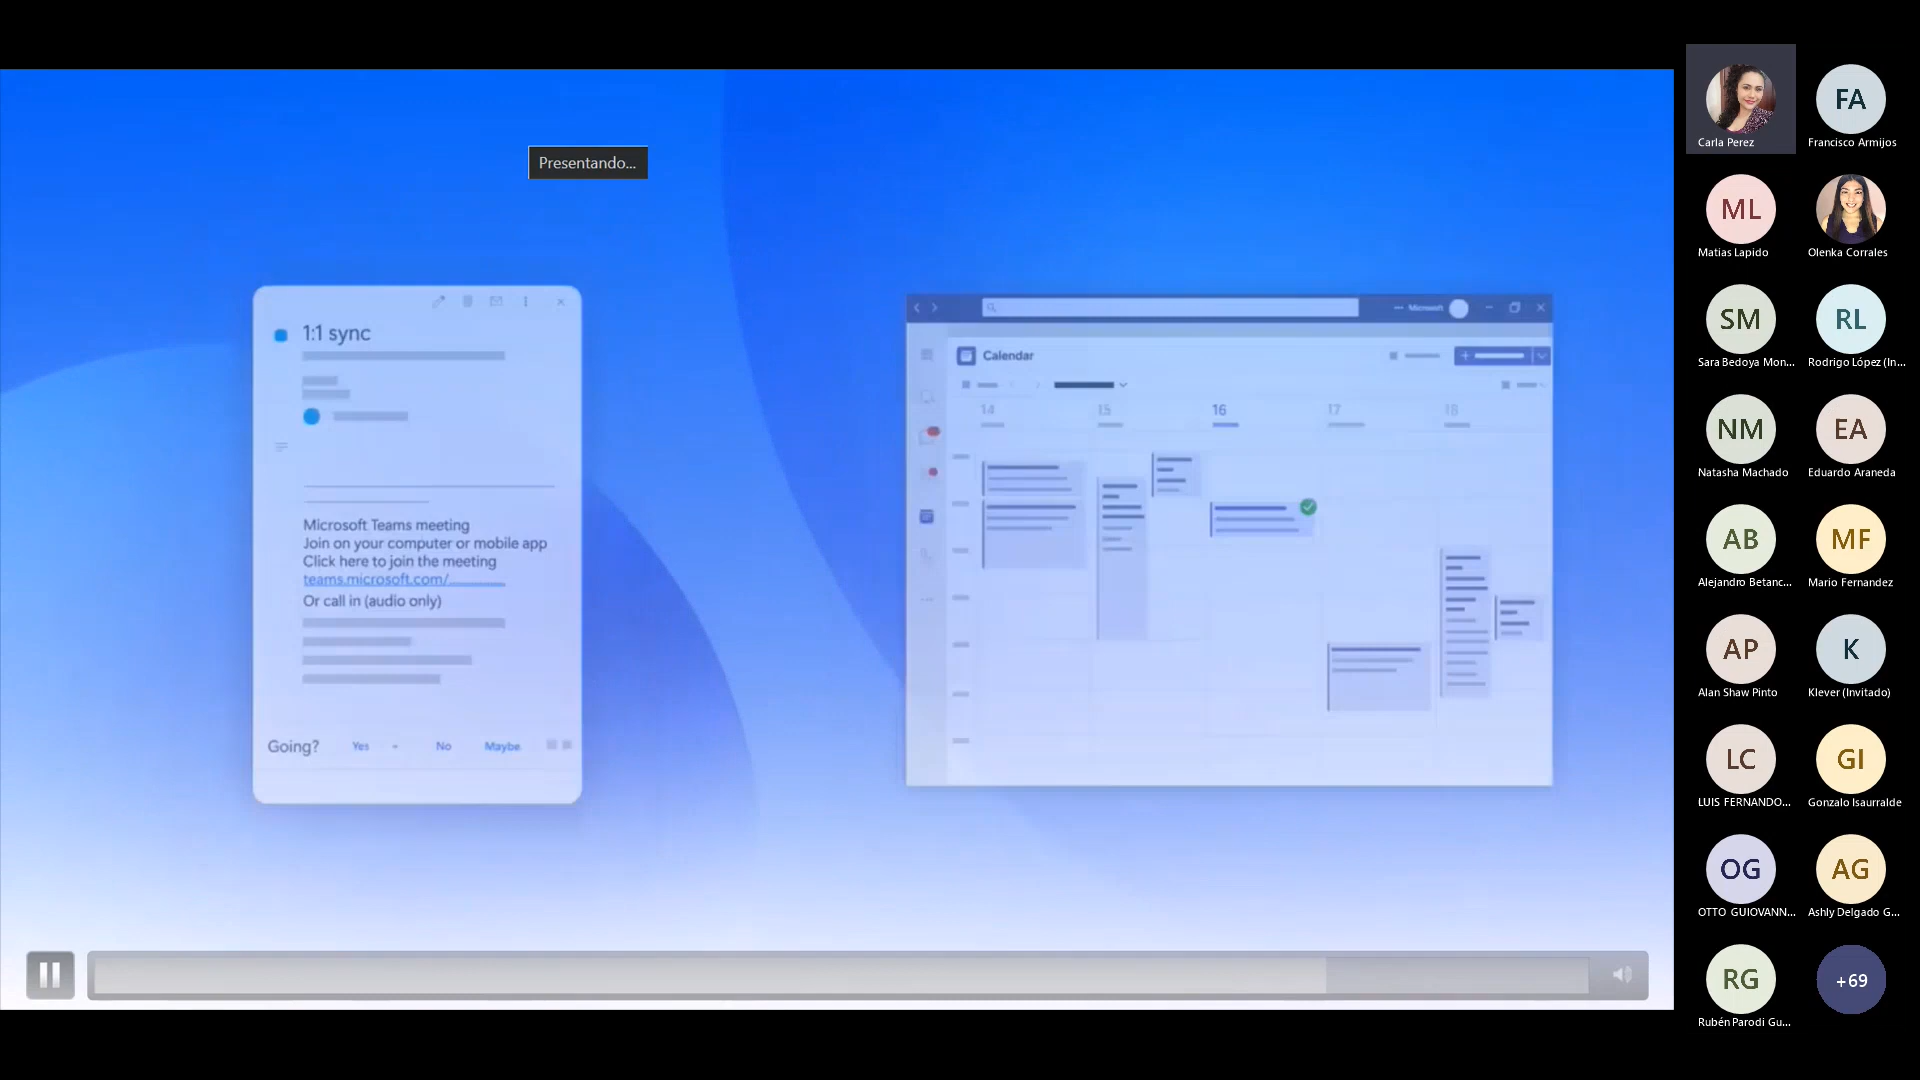 Presentando...
1:1 sync
Microsoft Teams meeting
Join on your computer or mobile app
Click here to join the meeting
teams.microsoft.com/
Or call in (audio only)
Going?
Yes
No
Maybe
Microsoft
Calendar
14
15
16
17
18
Carla Perez
FA
Francisco Armijos
ML
Matias Lapido
Olenka Corrales
SM
Sara Bedoya Mon...
RL
Rodrigo López (In...
NM
Natasha Machado
EA
Eduardo Araneda
AB
Alejandro Betanc...
MF
Mario Fernandez
AP
Alan Shaw Pinto
K
Klever (Invitado)
LC
LUIS FERNANDO...
GI
Gonzalo Isaurralde
OG
OTTO GUIOVANN...
AG
Ashly Delgado G...
RG
Rubén Parodi Gu...
+69